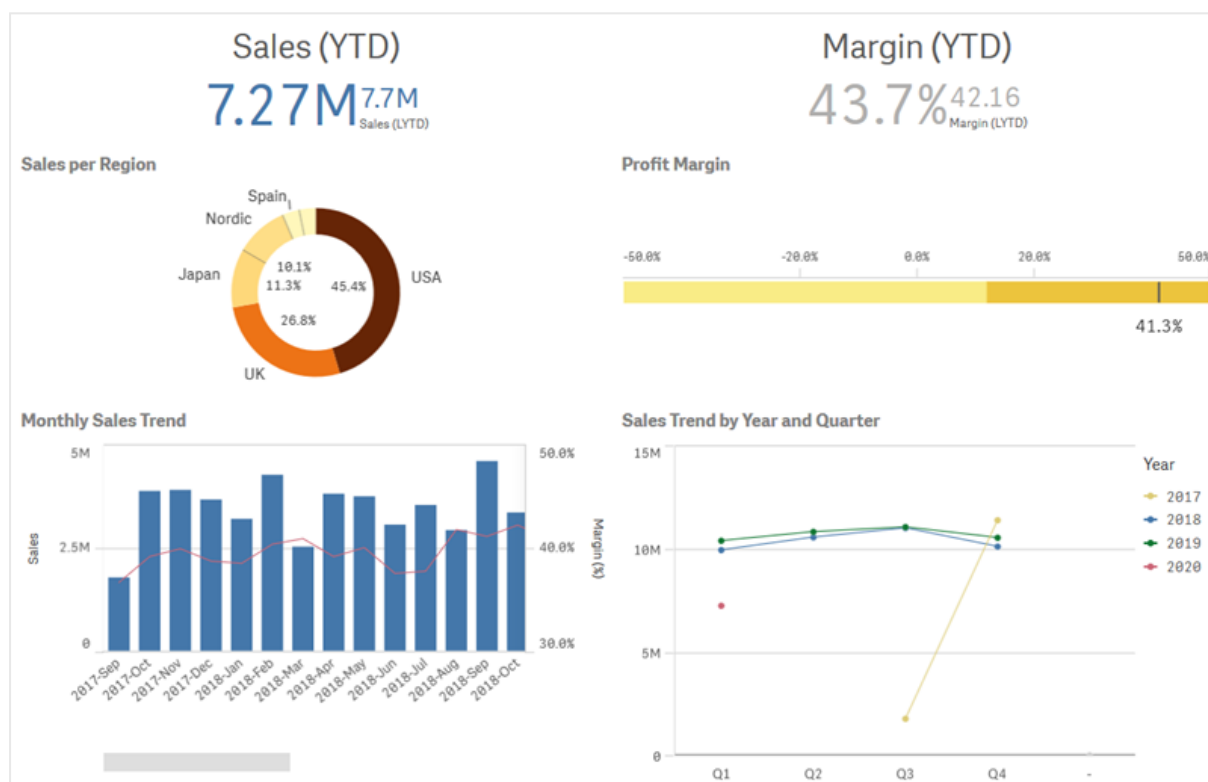 Sales (YTD)
7.27M
7.7M
Sales (LYTD)
Margin (YTD)
43.7%
42.16
Margin (LYTD)
Sales per Region
Spain
Nordic
Japan
USA
UK
10.1%
11.3%
45.4%
26.8%
Profit Margin
-50.0%
-20.0%
0.0%
20.0%
50.0%
41.3%
Monthly Sales Trend
5M
2.5M
0
Sales
50.0%
40.0%
30.0%
Margin (%)
2017-Sep
2017-Oct
2017-Nov
2017-Dec
2018-Jan
2018-Feb
2018-Mar
2018-Apr
2018-May
2018-Jun
2018-Jul
2018-Aug
2018-Sep
2018-Oct
Sales Trend by Year and Quarter
15M
10M
5M
0
Q1
Q2
Q3
Q4
-
Year
2017
2018
2019
2020